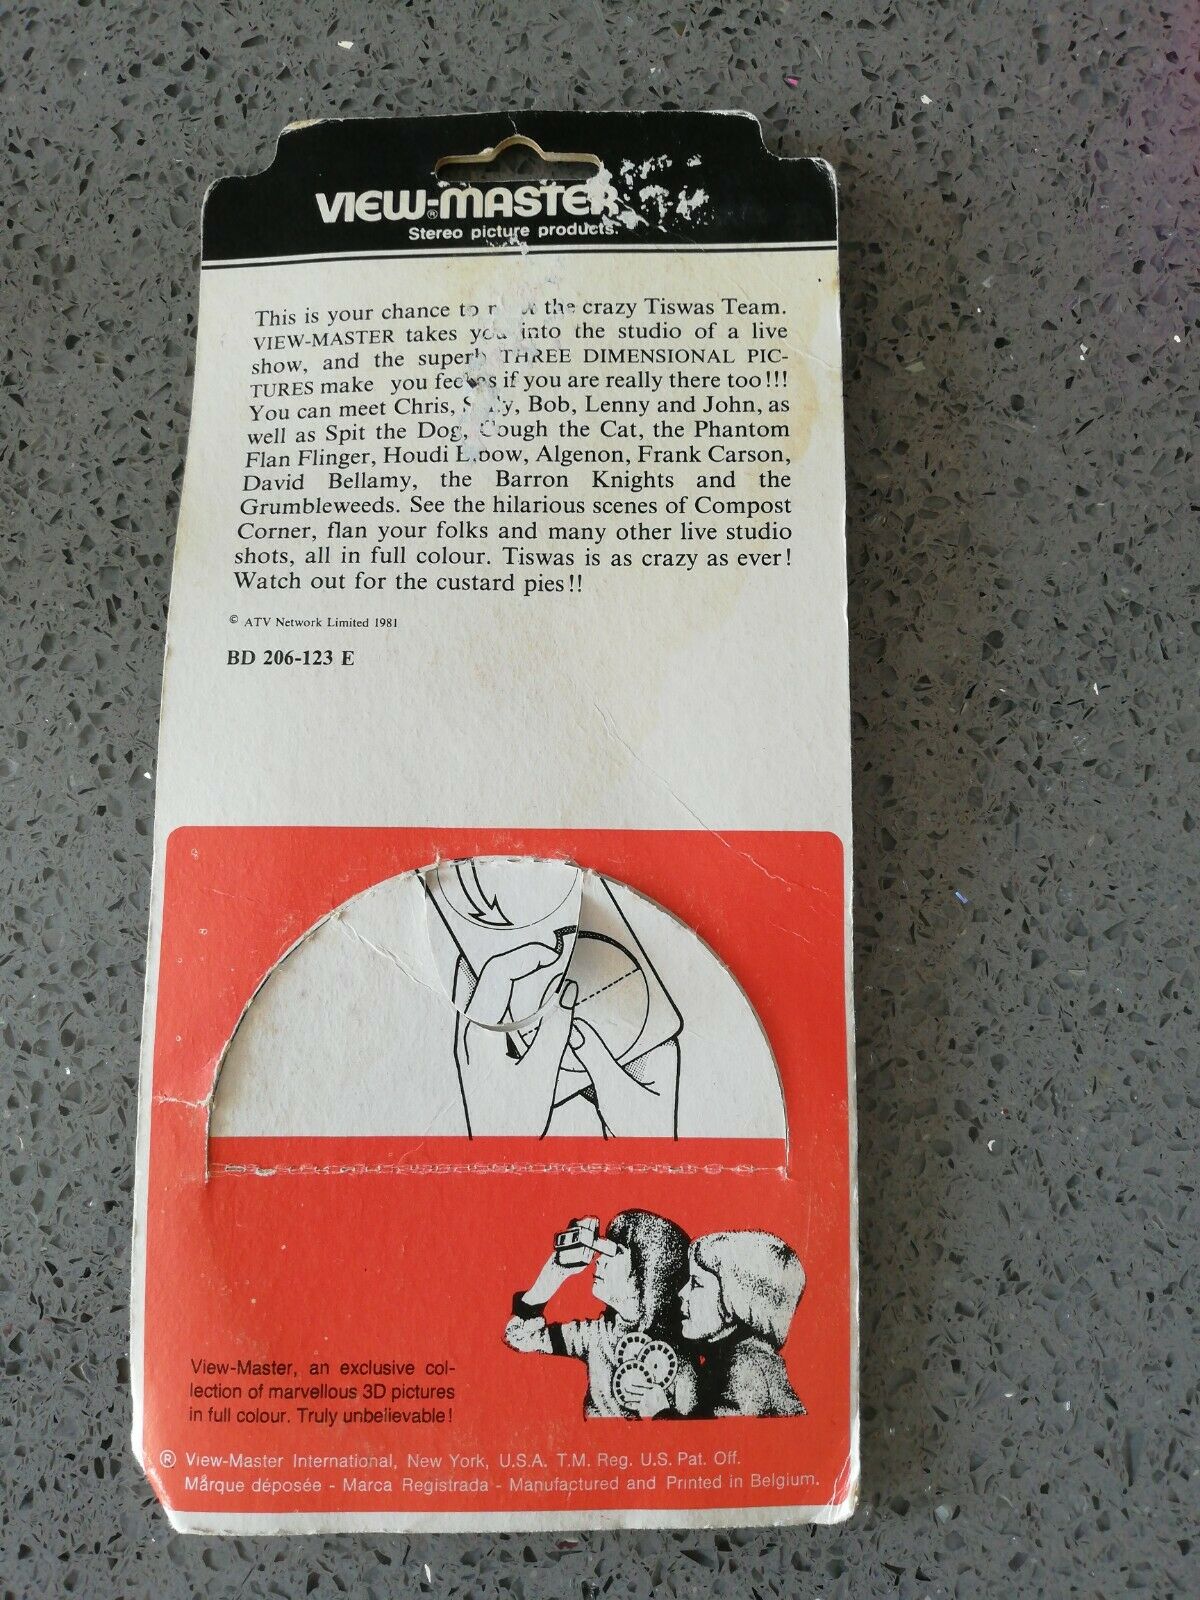 VIEW-MASTER
®
Stereo picture products.
This is your chance to the crazy Tiswas Team.
VIEW-MASTER takes you into the studio of a live
show, and the superb THREE DIMENSIONAL PIC-
TURES make you feel as if you are really there too!!!
You can meet Chris, Bob, Lenny and John, as
well as Spit the Dog, Cough the Cat, the Phantom
Flan Flinger, Houdi Elbow, Algenon, Frank Carson,
David Bellamy, the Barron Knights and the
Grumbleweeds. See the hilarious scenes of Compost
Corner, flan your folks and many other live studio
shots, all in full colour. Tiswas is as crazy as ever!
Watch out for the custard pies!!
© ATV Network Limited 1981
BD 206-123 E
View-Master, an exclusive col-
lection of marvellous 3D pictures
in full colour. Truly unbelievable!
® View-Master International, New York, U.S.A. T.M. Reg. U.S. Pat. Off.
Marque déposée - Marca Registrada - Manufactured and Printed in Belgium.